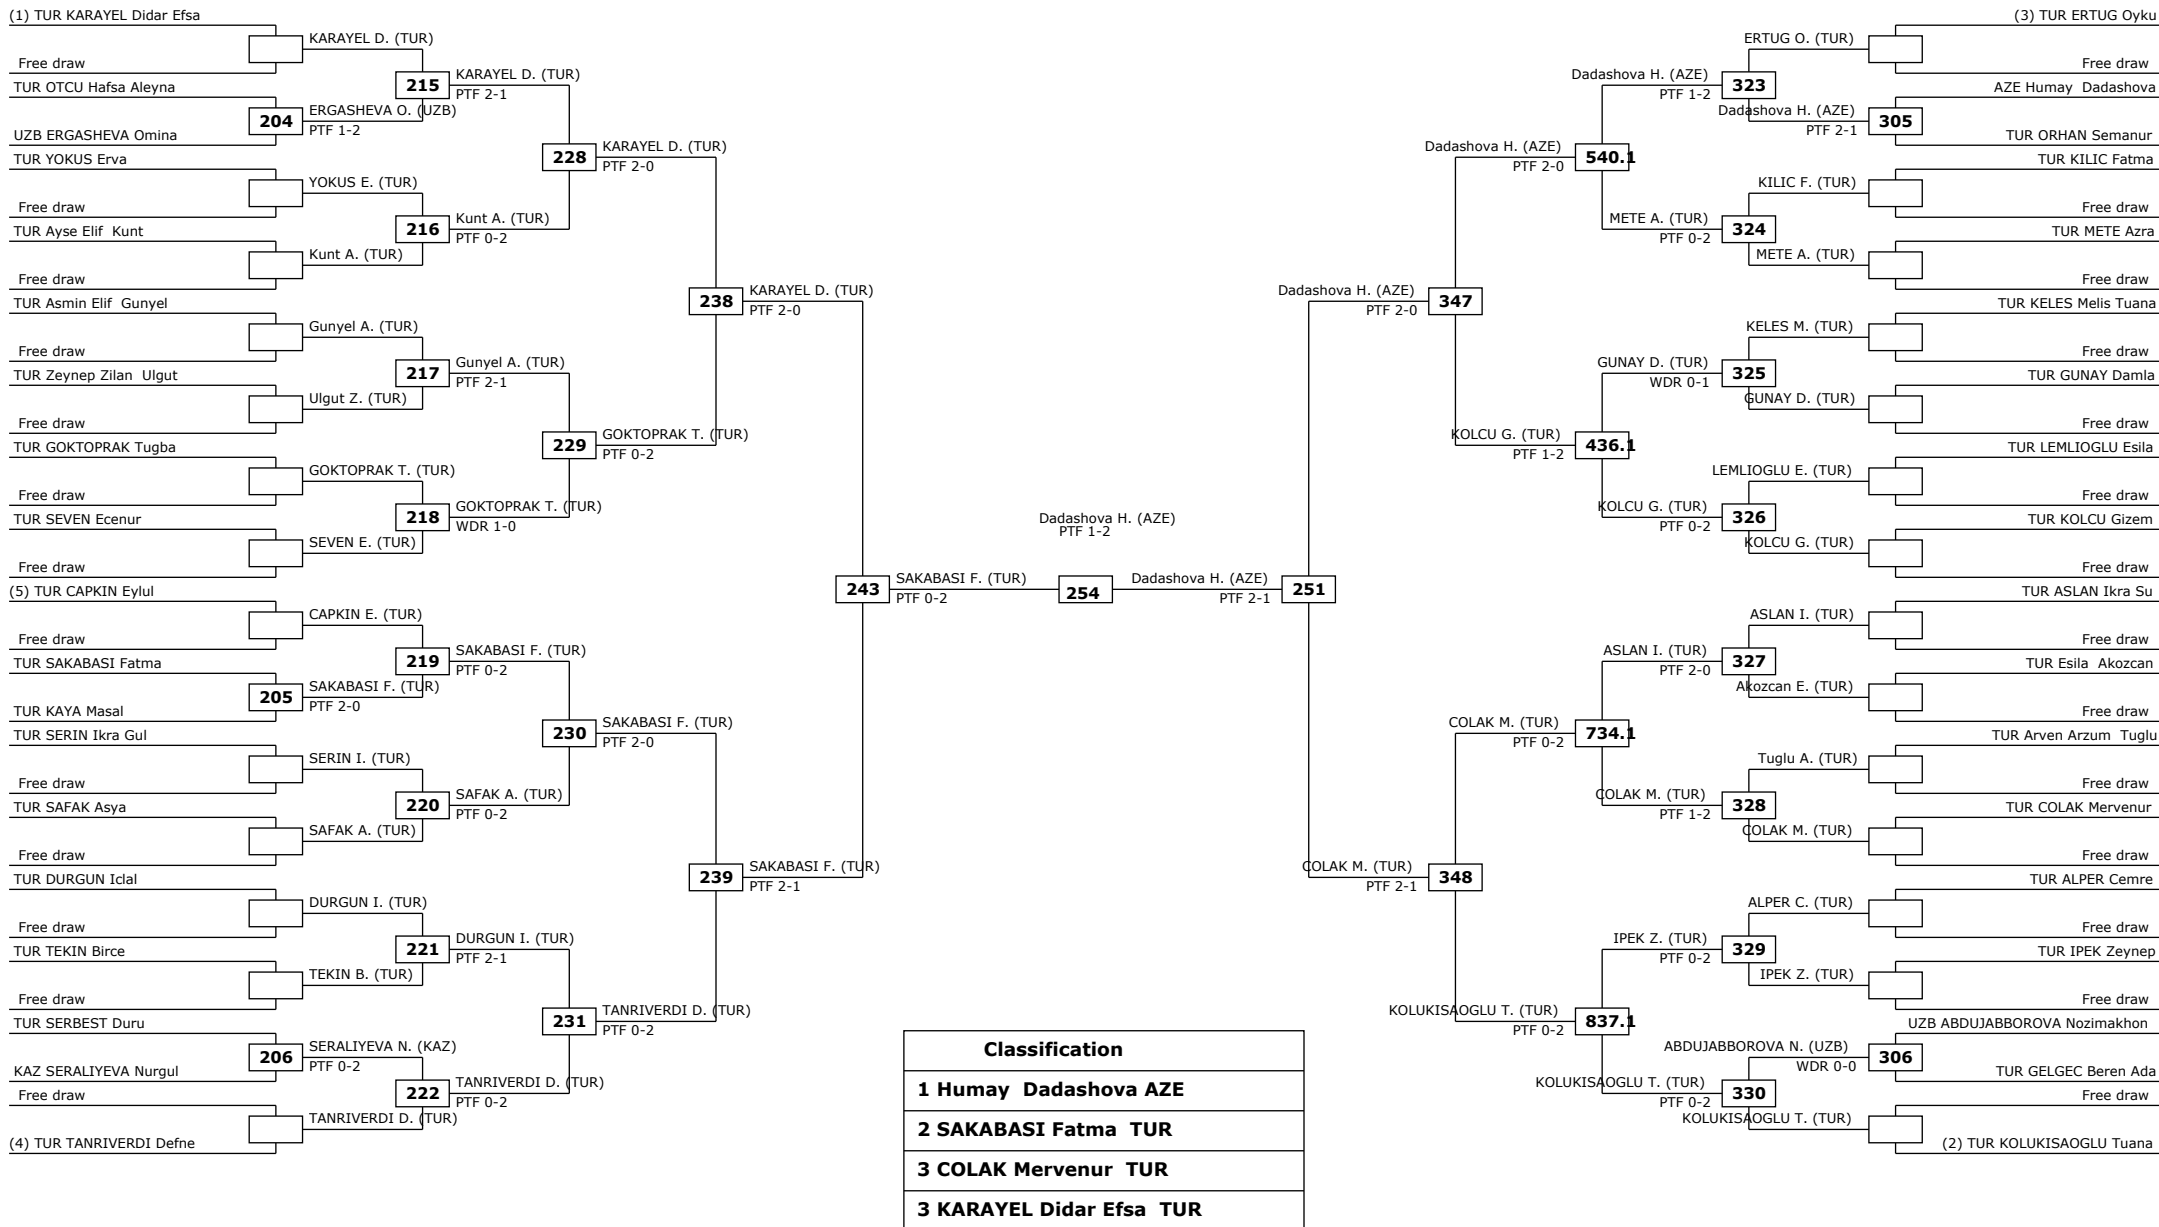 (1) TUR KARAYEL Didar Efsa
KARAYEL D. (TUR)
Free draw
215
KARAYEL D. (TUR)
PTF 2-1
TUR OTCU Hafsa Aleyna
204
ERGASHEVA O. (UZB)
PTF 1-2
UZB ERGASHEVA Omina
228
KARAYEL D. (TUR)
PTF 2-0
TUR YOKUS Erva
YOKUS E. (TUR)
Free draw
216
Kunt A. (TUR)
PTF 0-2
TUR Ayse Elif Kunt
Kunt A. (TUR)
Free draw
238
KARAYEL D. (TUR)
PTF 2-0
TUR Asmin Elif Gunyel
Gunyel A. (TUR)
Free draw
217
Gunyel A. (TUR)
PTF 2-1
TUR Zeynep Zilan Ulgut
Ulgut Z. (TUR)
Free draw
229
GOKTOPRAK T. (TUR)
PTF 0-2
TUR GOKTOPRAK Tugba
GOKTOPRAK T. (TUR)
Free draw
218
GOKTOPRAK T. (TUR)
WDR 1-0
TUR SEVEN Ecenur
SEVEN E. (TUR)
Free draw
243
SAKABASI F. (TUR)
PTF 0-2
(5) TUR CAPKIN Eylul
CAPKIN E. (TUR)
Free draw
219
SAKABASI F. (TUR)
PTF 0-2
TUR SAKABASI Fatma
205
SAKABASI F. (TUR)
PTF 2-0
TUR KAYA Masal
230
SAKABASI F. (TUR)
PTF 2-0
TUR SERIN Ikra Gul
SERIN I. (TUR)
Free draw
220
SAFAK A. (TUR)
PTF 0-2
TUR SAFAK Asya
SAFAK A. (TUR)
Free draw
239
SAKABASI F. (TUR)
PTF 2-1
TUR DURGUN Iclal
DURGUN I. (TUR)
Free draw
221
DURGUN I. (TUR)
PTF 2-1
TUR TEKIN Birce
TEKIN B. (TUR)
Free draw
231
TANRIVERDI D. (TUR)
PTF 0-2
TUR SERBEST Duru
206
SERALIYEVA N. (KAZ)
PTF 0-2
KAZ SERALIYEVA Nurgul
222
TANRIVERDI D. (TUR)
PTF 0-2
Free draw
TANRIVERDI D. (TUR)
(4) TUR TANRIVERDI Defne
Dadashova H. (AZE)
PTF 1-2
254
(3) TUR ERTUG Oyku
ERTUG O. (TUR)
Free draw
Dadashova H. (AZE)
PTF 1-2
323
AZE Humay Dadashova
Dadashova H. (AZE)
PTF 2-1
305
TUR ORHAN Semanur
Dadashova H. (AZE)
PTF 2-0
540.1
TUR KILIC Fatma
KILIC F. (TUR)
Free draw
METE A. (TUR)
PTF 0-2
324
TUR METE Azra
METE A. (TUR)
Free draw
Dadashova H. (AZE)
PTF 2-0
347
TUR KELES Melis Tuana
KELES M. (TUR)
Free draw
GUNAY D. (TUR)
WDR 0-1
325
TUR GUNAY Damla
GUNAY D. (TUR)
Free draw
KOLCU G. (TUR)
PTF 1-2
436.1
TUR LEMLIOGLU Esila
LEMLIOGLU E. (TUR)
Free draw
KOLCU G. (TUR)
PTF 0-2
326
TUR KOLCU Gizem
KOLCU G. (TUR)
Free draw
Dadashova H. (AZE)
PTF 2-1
251
TUR ASLAN Ikra Su
ASLAN I. (TUR)
Free draw
ASLAN I. (TUR)
PTF 2-0
327
TUR Esila Akozcan
Akozcan E. (TUR)
Free draw
COLAK M. (TUR)
PTF 0-2
734.1
TUR Arven Arzum Tuglu
Tuglu A. (TUR)
Free draw
COLAK M. (TUR)
PTF 1-2
328
TUR COLAK Mervenur
COLAK M. (TUR)
Free draw
COLAK M. (TUR)
PTF 2-1
348
TUR ALPER Cemre
ALPER C. (TUR)
Free draw
IPEK Z. (TUR)
PTF 0-2
329
TUR IPEK Zeynep
IPEK Z. (TUR)
Free draw
KOLUKISAOGLU T. (TUR)
PTF 0-2
837.1
UZB ABDUJABBOROVA Nozimakhon
ABDUJABBOROVA N. (UZB)
WDR 0-0
306
TUR GELGEC Beren Ada
KOLUKISAOGLU T. (TUR)
PTF 0-2
330
Free draw
KOLUKISAOGLU T. (TUR)
(2) TUR KOLUKISAOGLU Tuana
Classification
1 Humay Dadashova AZE
2 SAKABASI Fatma TUR
3 COLAK Mervenur TUR
3 KARAYEL Didar Efsa TUR